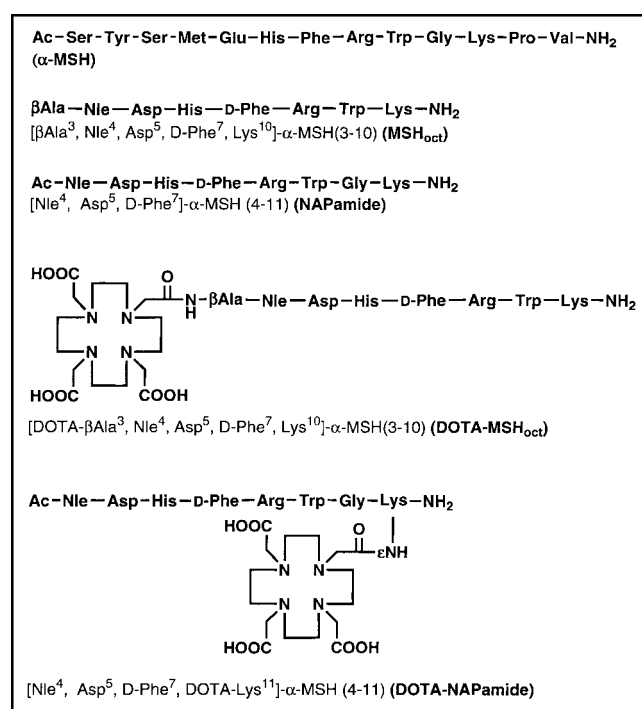 Ac–Ser–Tyr–Ser–Met–Glu–His–Phe–Arg–Trp–Gly–Lys–Pro–Val–NH2
(α-MSH)
βAla–Nle–Asp–His–D-Phe–Arg–Trp–Lys–NH2
[βAla3, Nle4, Asp5, D-Phe7, Lys10]-α-MSH(3-10) (MSHoct)
Ac–Nle–Asp–His–D-Phe–Arg–Trp–Gly–Lys–NH2
[Nle4, Asp5, D-Phe7]-α-MSH (4-11) (NAPamide)
HOOC O
N βAla–Nle–Asp–His–D-Phe–Arg–Trp–Lys–NH2
H
N N
N N
HOOC COOH
[DOTA-βAla3, Nle4, Asp5, D-Phe7, Lys10]-α-MSH(3-10) (DOTA-MSHoct)
Ac–Nle–Asp–His–D-Phe–Arg–Trp–Gly–Lys–NH2
HOOC O
εNH
N N
N N
HOOC COOH
[Nle4, Asp5, D-Phe7, DOTA-Lys11]-α-MSH (4-11) (DOTA-NAPamide)